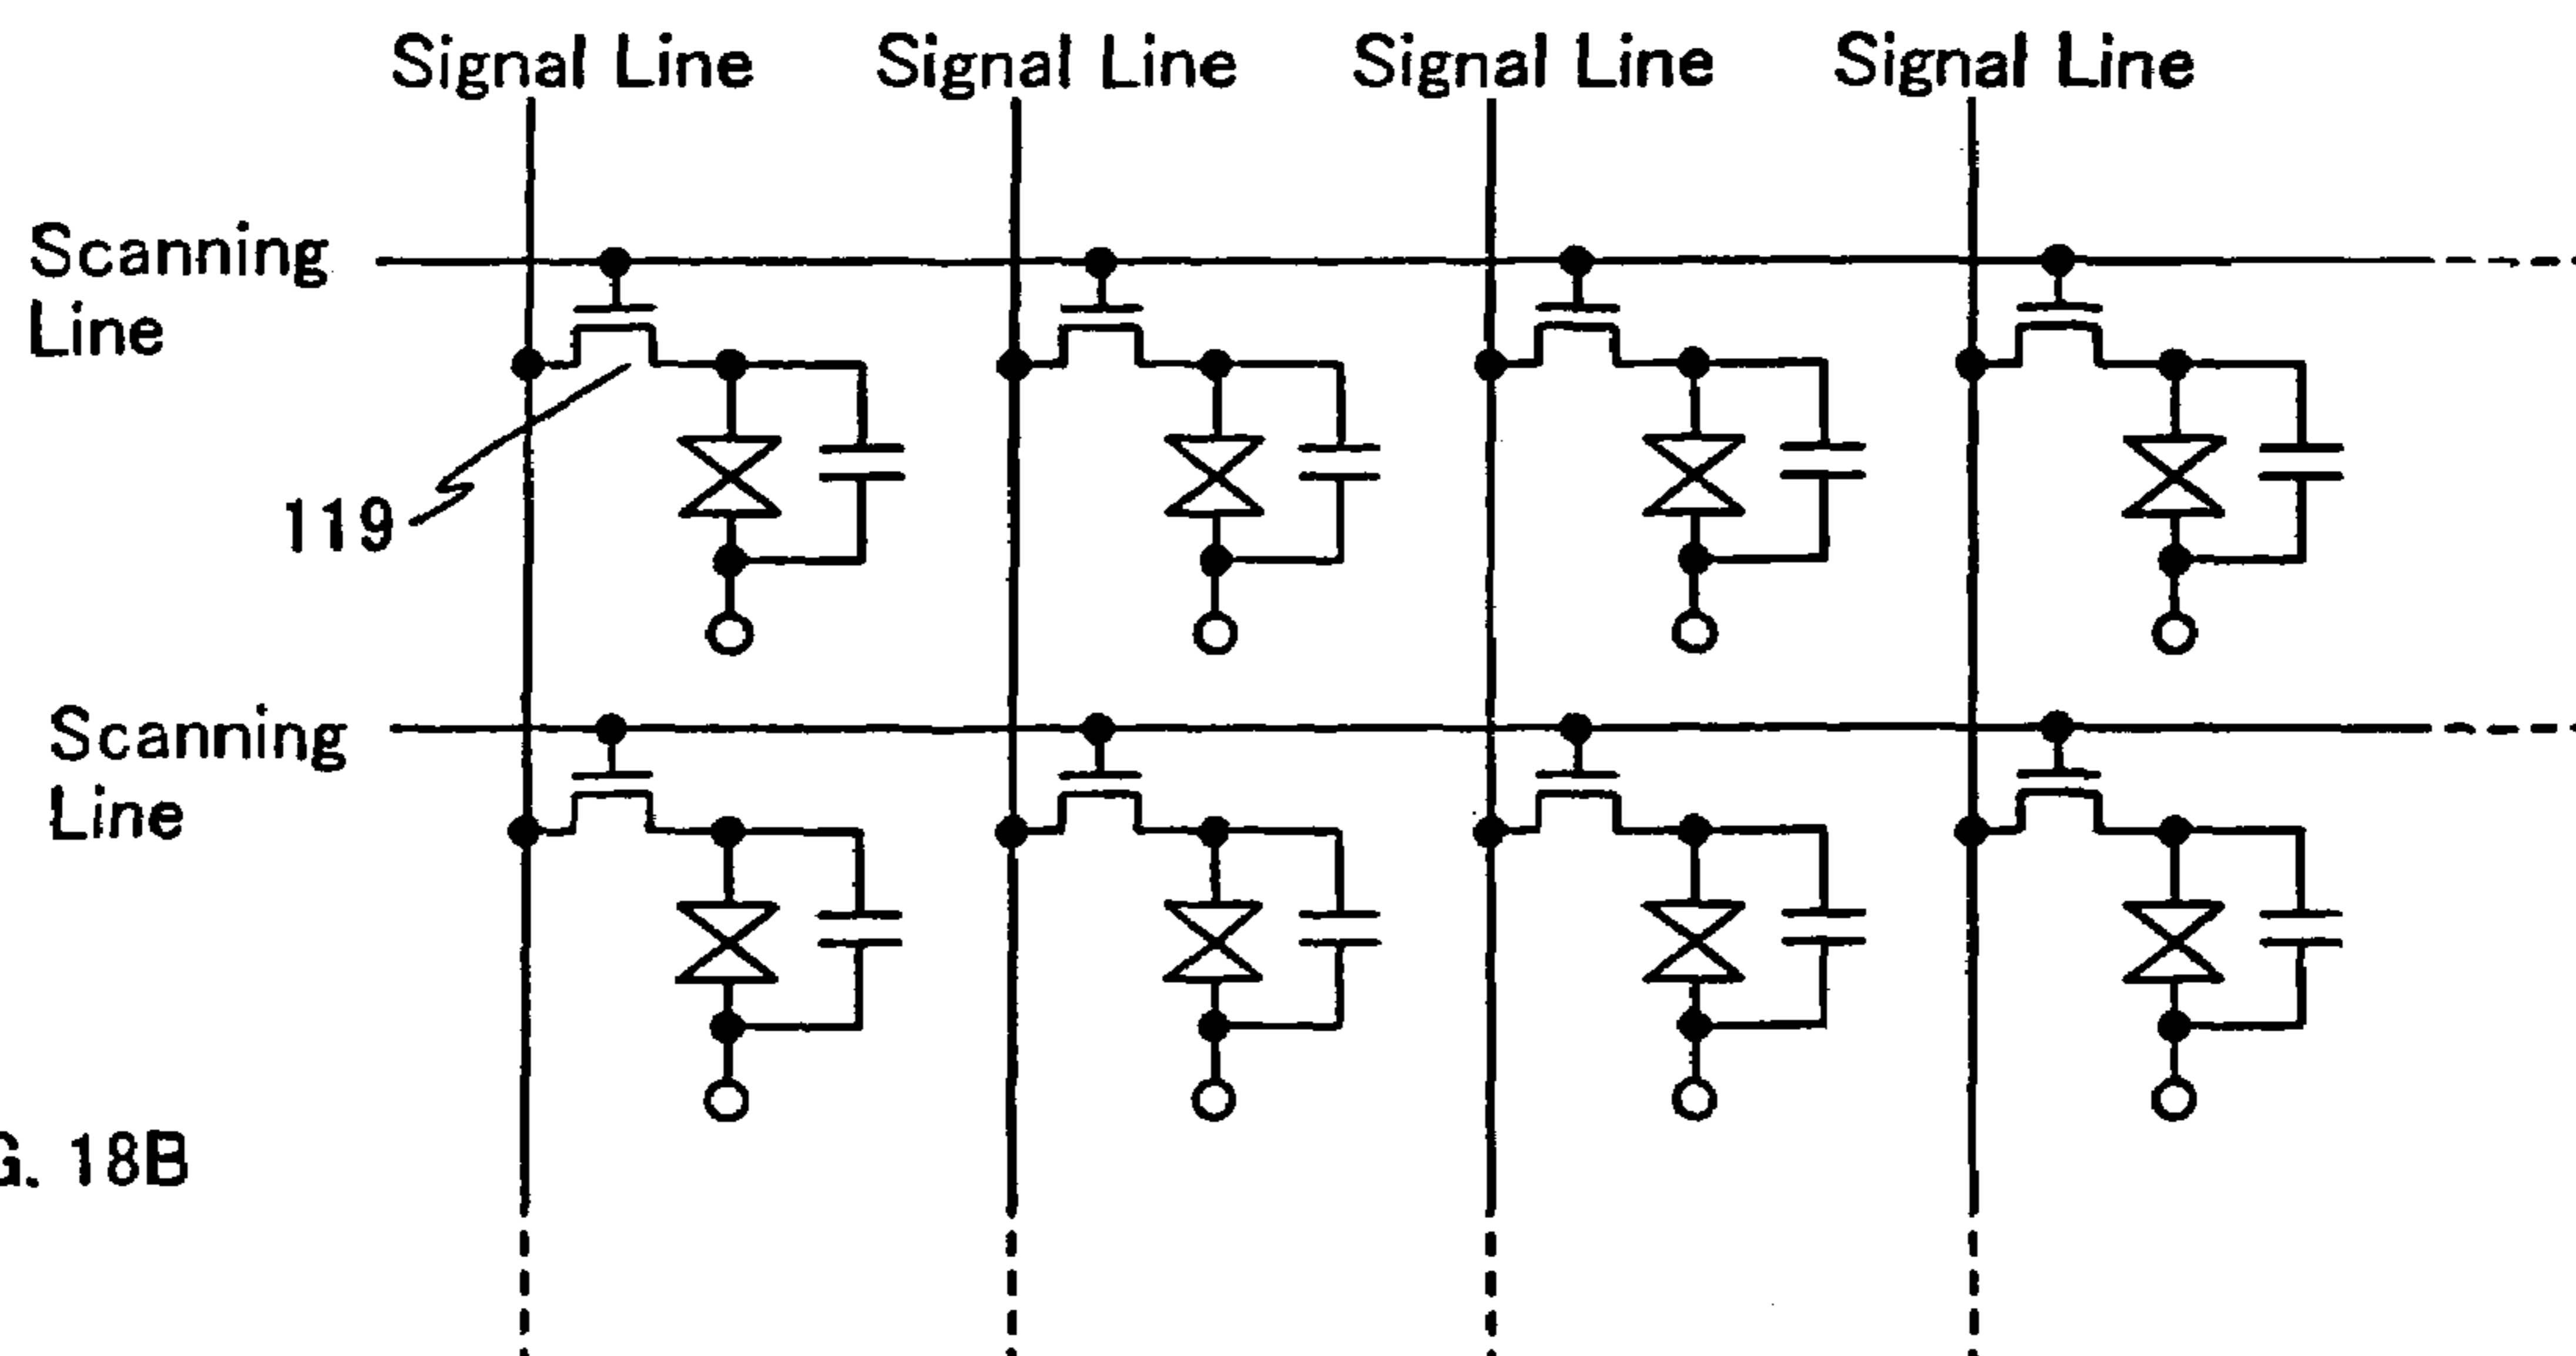 Signal Line Signal Line Signal Line Signal Line
Scanning
Line
119
Scanning
Line
G. 18B